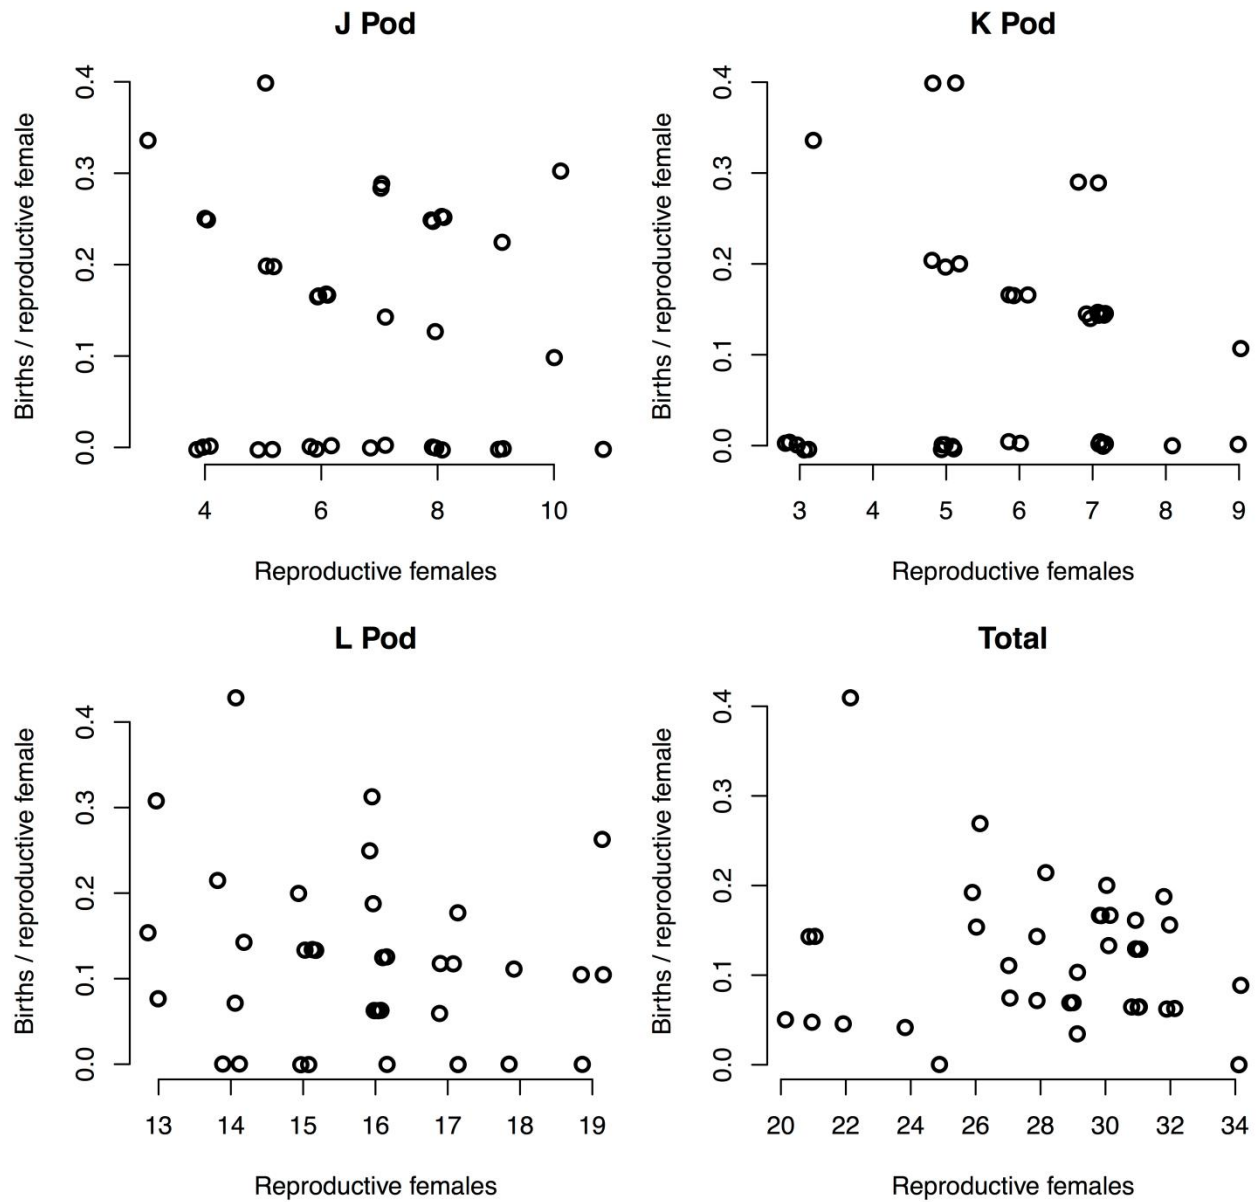 J Pod
Births / reproductive female
0.0 0.1 0.2 0.3 0.4
4 6 8 10
Reproductive females
K Pod
Births / reproductive female
0.0 0.1 0.2 0.3 0.4
3 4 5 6 7 8 9
Reproductive females
L Pod
Births / reproductive female
0.0 0.1 0.2 0.3 0.4
13 14 15 16 17 18 19
Reproductive females
Total
Births / reproductive female
0.0 0.1 0.2 0.3 0.4
20 22 24 26 28 30 32 34
Reproductive females